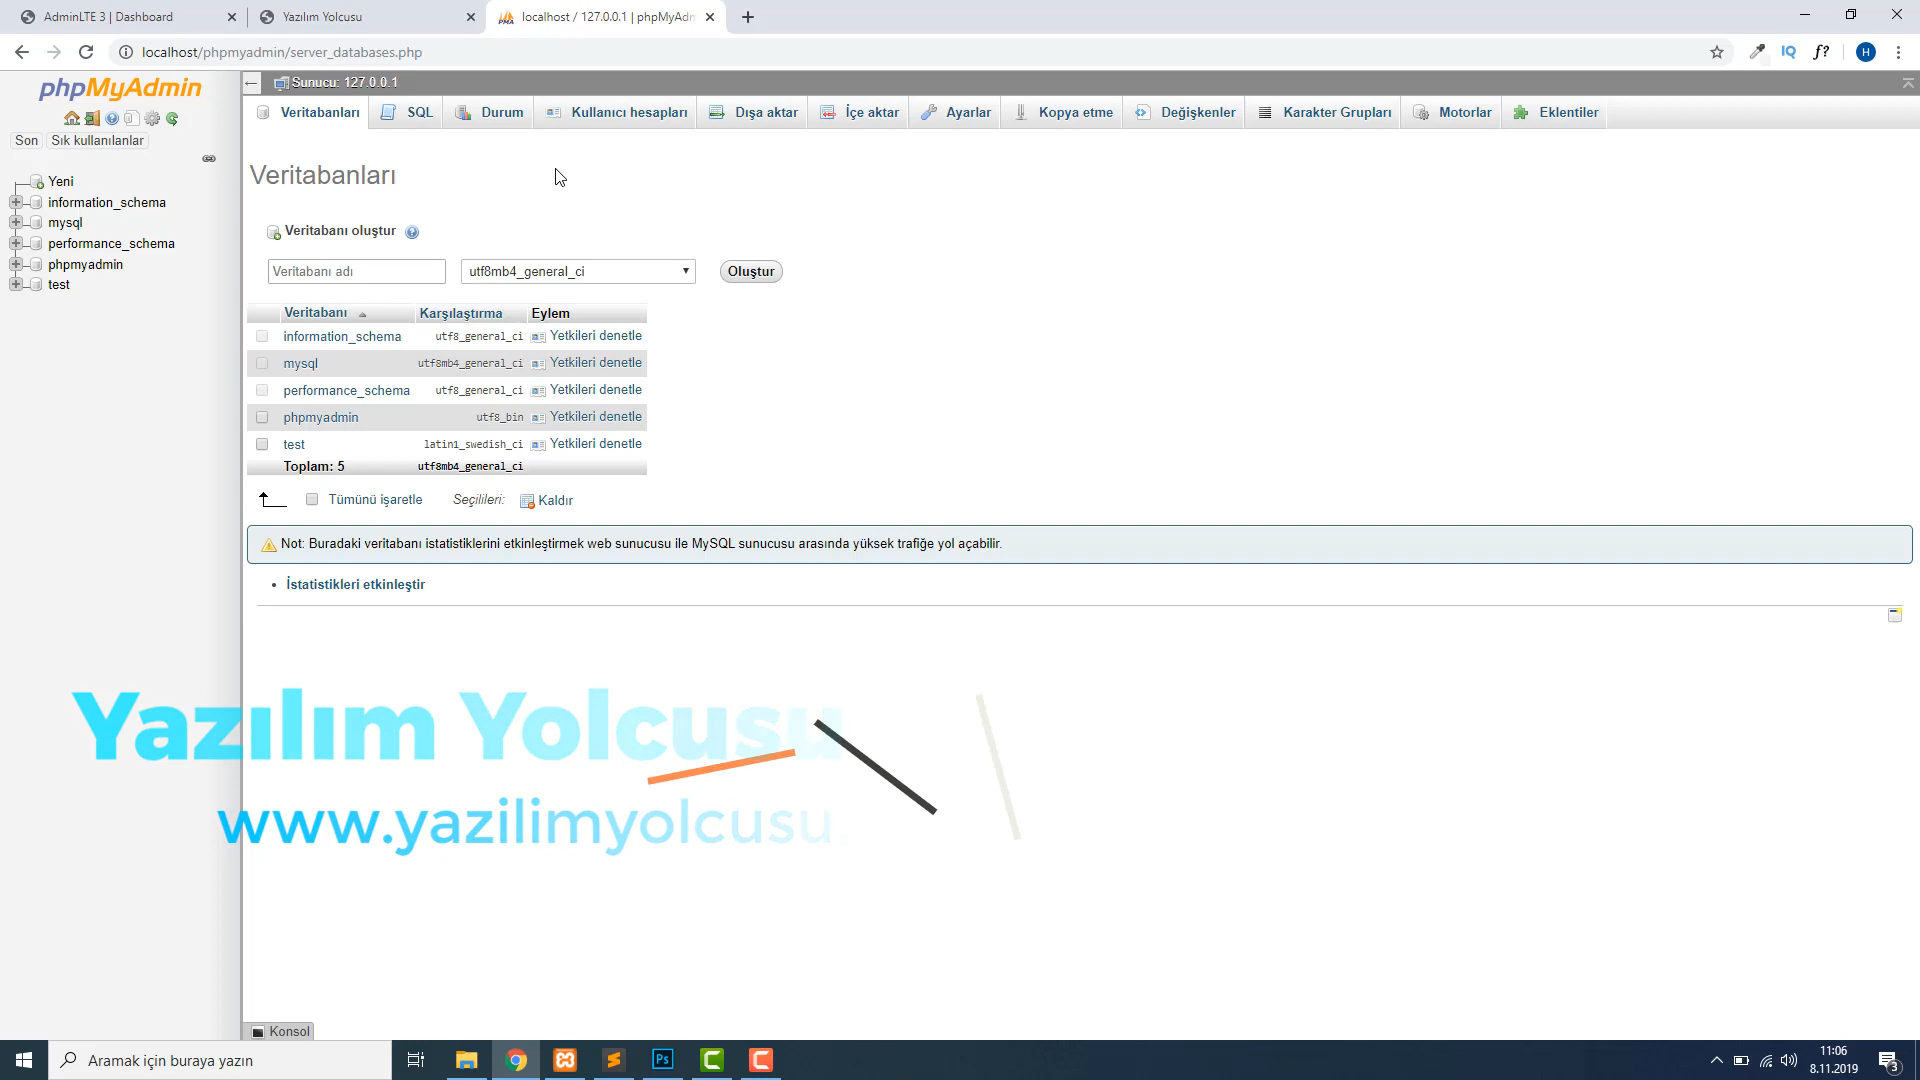 AdminLTE 3 | Dashboard
Yazılım Yolcusu
localhost / 127.0.0.1 | phpMyAdm
localhost/phpmyadmin/server_databases.php
IQ
f?
H
phpMyAdmin
Sunucu: 127.0.0.1
Veritabanları
SQL
Durum
Kullanıcı hesapları
Dışa aktar
İçe aktar
Ayarlar
Kopya etme
Değişkenler
Karakter Grupları
Motorlar
Eklentiler
Son
Sık kullanılanlar
Yeni
information_schema
mysql
performance_schema
phpmyadmin
test
Veritabanları
Veritabanı oluştur
Veritabanı adı
utf8mb4_general_ci
Oluştur
Veritabanı Karşılaştırma Eylem
information_schema utf8_general_ci Yetkileri denetle
mysql utf8mb4_general_ci Yetkileri denetle
performance_schema utf8_general_ci Yetkileri denetle
phpmyadmin utf8_bin Yetkileri denetle
test latin1_swedish_ci Yetkileri denetle
Toplam: 5 utf8mb4_general_ci
Tümünü işaretle Seçilileri: Kaldır
Not: Buradaki veritabanı istatistiklerini etkinleştirmek web sunucusu ile MySQL sunucusu arasında yüksek trafiğe yol açabilir.
İstatistikleri etkinleştir
Yazılım Yolcusu
www.yazilimyolcusu.
Konsol
Aramak için buraya yazın
Ps
11:06
8.11.2019
3